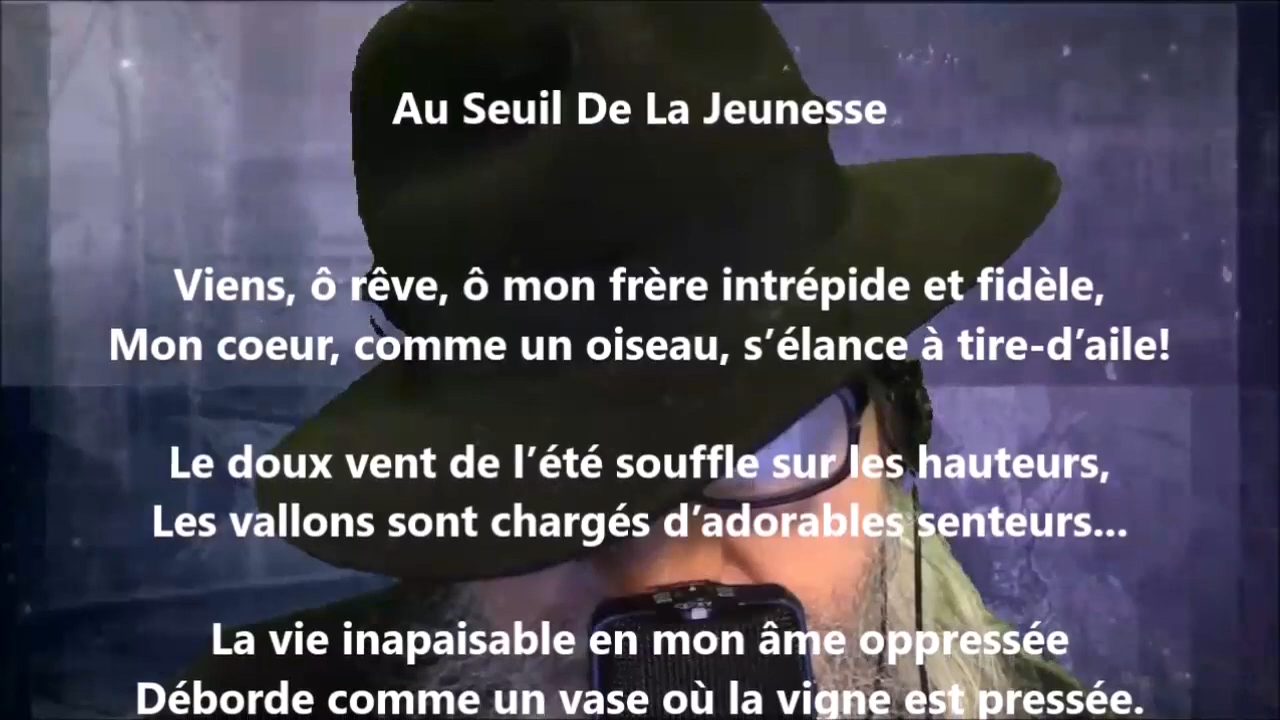 Au Seuil De La Jeunesse
Viens, ô rêve, ô mon frère intrépide et fidèle,
Mon coeur, comme un oiseau, s’élance à tire-d’aile!
Le doux vent de l’été souffle sur les hauteurs,
Les vallons sont chargés d’adorables senteurs...
La vie inapaisable en mon âme oppressée
Déborde comme un vase où la vigne est pressée.